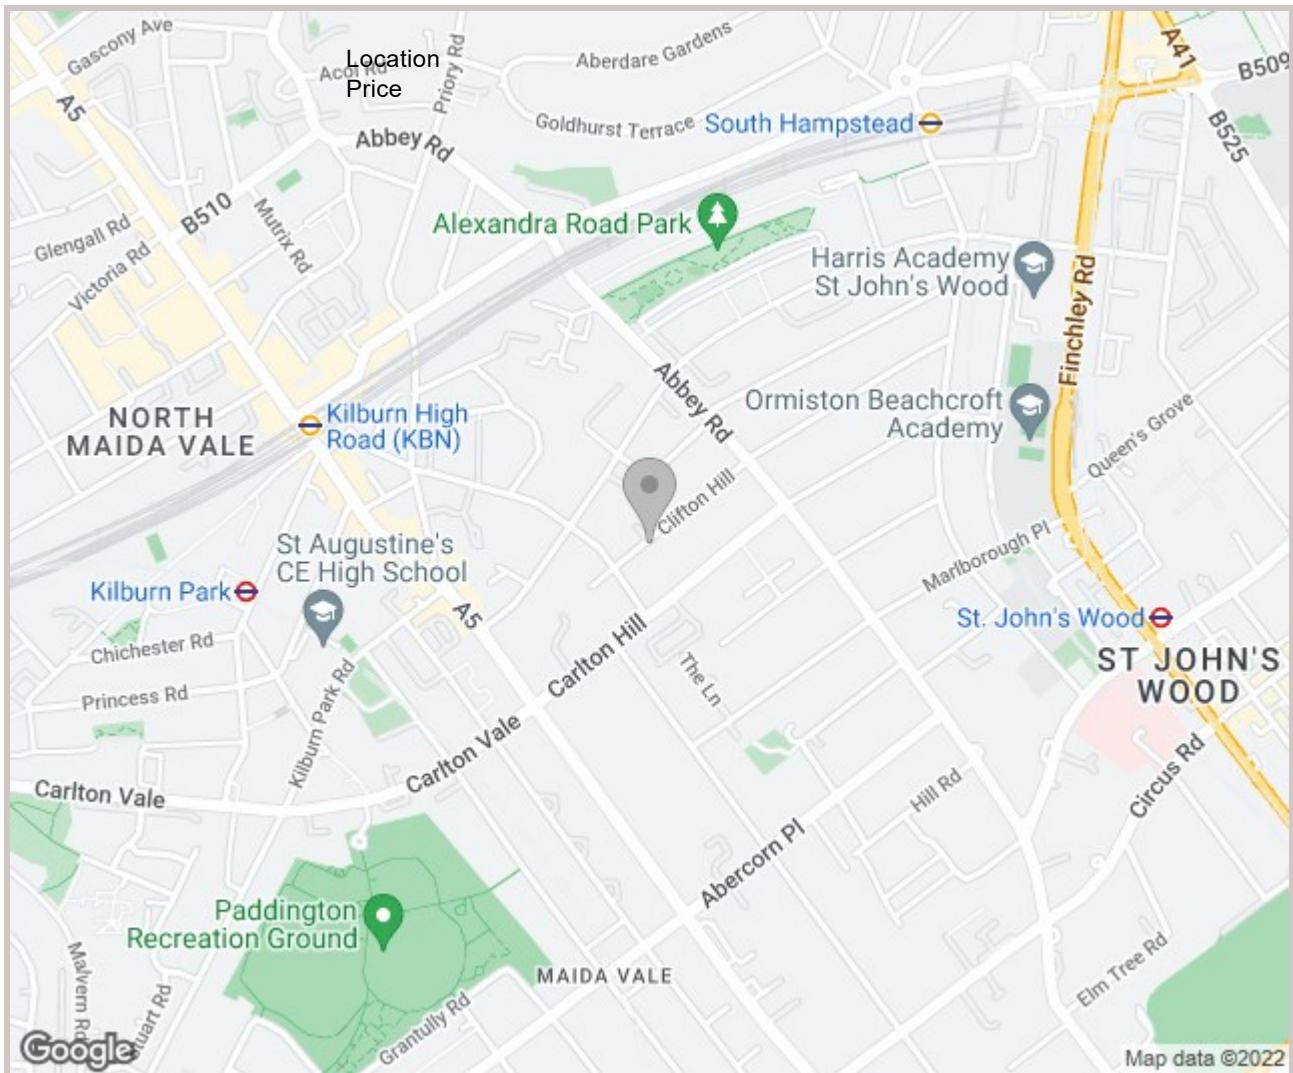 Gascony Ave
Location
Price
Acol Rd
Priory Rd
Aberdare Gardens
A41
B509
A5
Abbey Rd
Goldhurst Terrace
South Hampstead
B525
B510
Mutrix Rd
Glengall Rd
Victoria Rd
Alexandra Road Park
Harris Academy
St John's Wood
Finchley Rd
NORTH
MAIDA VALE
Kilburn High
Road (KBN)
Abbey Rd
Ormiston Beachcroft
Academy
Queen's Grove
Clifton Hill
St Augustine's
CE High School
Marlborough Pl
Kilburn Park
A5
St. John's Wood
Chichester Rd
Carlton Hill
The Ln
ST JOHN'S
WOOD
Princess Rd
Kilburn Park Rd
Carlton Vale
Carlton Vale
Hill Rd
Circus Rd
Abercorn Pl
Paddington
Recreation Ground
Malvern Rd
MAIDA VALE
Elm Tree Rd
Grantully Rd
Google
Map data ©2022